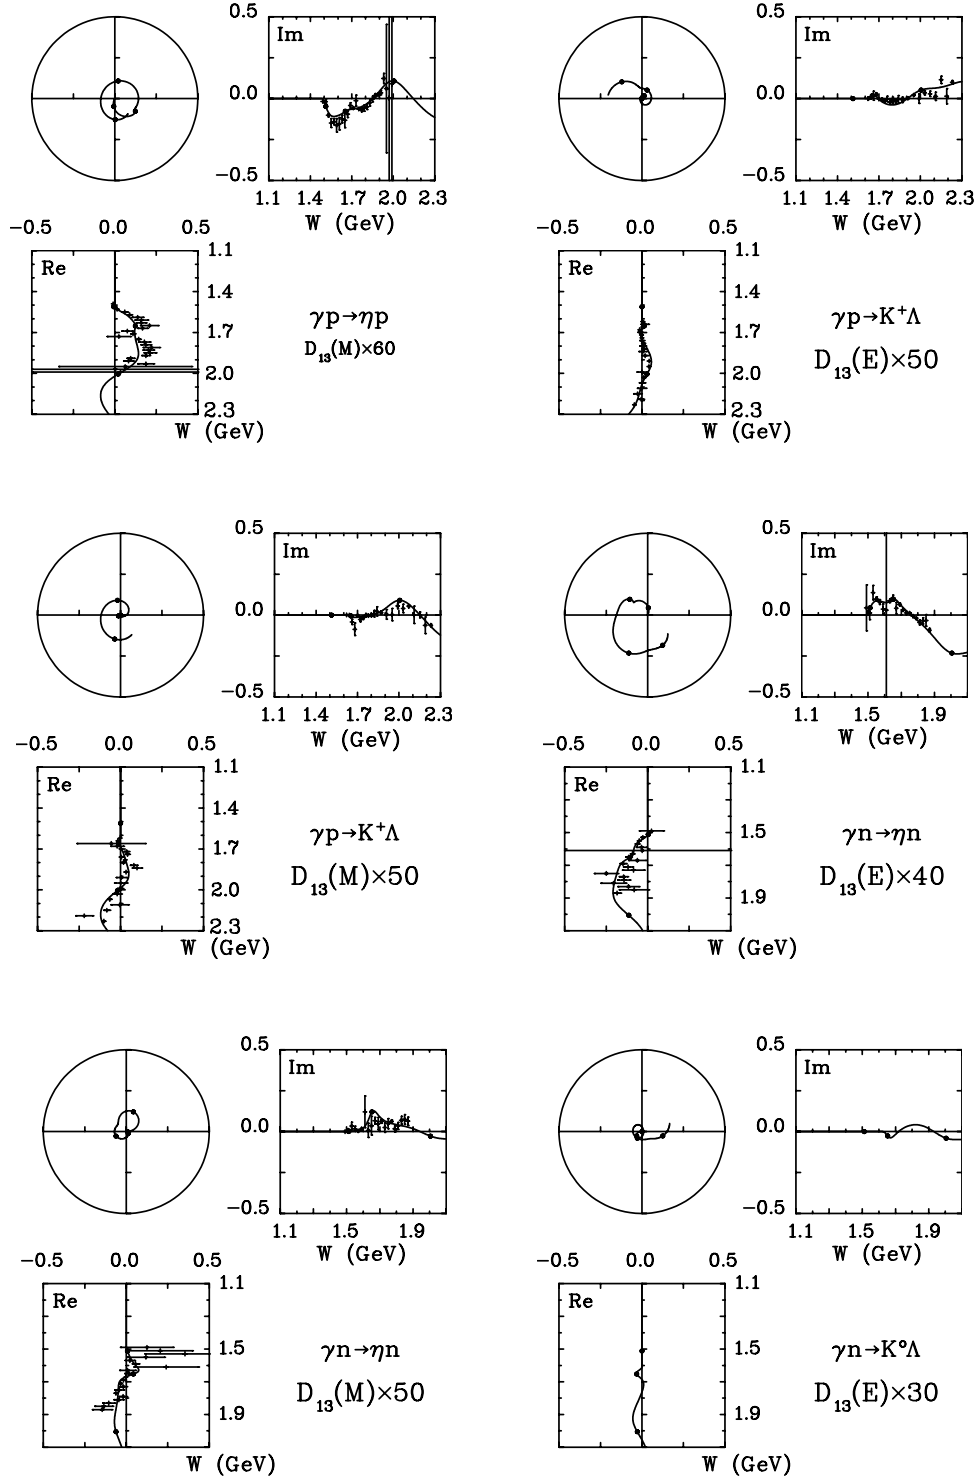 0.5
Im
0.0
−0.5
1.1 1.4 1.7 2.0 2.3
W (GeV)
−0.5 0.0 0.5
Re
1.1
1.4
1.7
2.0
2.3
W (GeV)
γp→ηp
D13(M)×60
0.5
Im
0.0
−0.5
1.1 1.4 1.7 2.0 2.3
W (GeV)
−0.5 0.0 0.5
Re
1.1
1.4
1.7
2.0
2.3
W (GeV)
γp→K⁺Λ
D13(E)×50
0.5
Im
0.0
−0.5
1.1 1.4 1.7 2.0 2.3
W (GeV)
−0.5 0.0 0.5
Re
1.1
1.4
1.7
2.0
2.3
W (GeV)
γp→K⁺Λ
D13(M)×50
0.5
Im
0.0
−0.5
1.1 1.5 1.9
W (GeV)
−0.5 0.0 0.5
Re
1.1
1.5
1.9
W (GeV)
γn→ηn
D13(E)×40
0.5
Im
0.0
−0.5
1.1 1.5 1.9
W (GeV)
−0.5 0.0 0.5
Re
1.1
1.5
1.9
W (GeV)
γn→ηn
D13(M)×50
0.5
Im
0.0
−0.5
1.1 1.5 1.9
W (GeV)
−0.5 0.0 0.5
Re
1.1
1.5
1.9
W (GeV)
γn→K⁰Λ
D13(E)×30